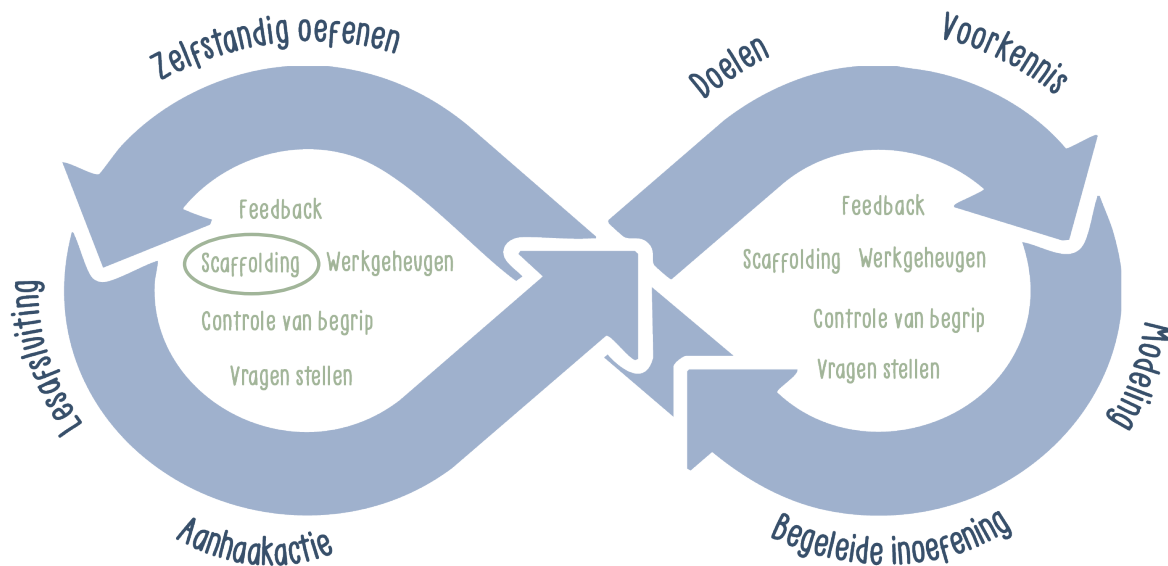 Zelfstandig oefenen
Doelen
Voorkennis
Feedback
Scaffolding Werkgeheugen
Controle van begrip
Vragen stellen
Feedback
Scaffolding Werkgeheugen
Controle van begrip
Vragen stellen
Lesafsluiting
Modeling
Aanhaakactie
Begeleide inoefening